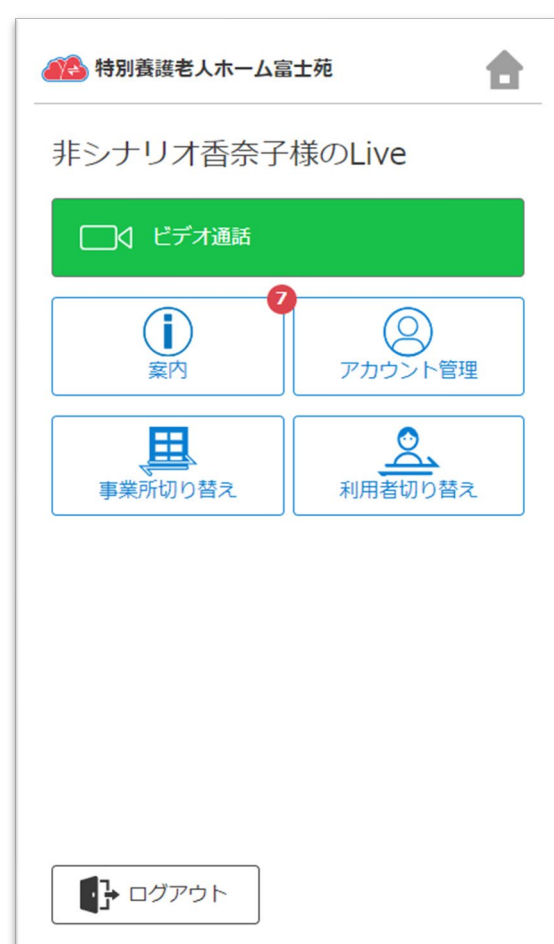 特別養護老人ホーム富士苑
非シナリオ香奈子様のLive
ビデオ通話
7
案内
アカウント管理
事業所切り替え
利用者切り替え
ログアウト